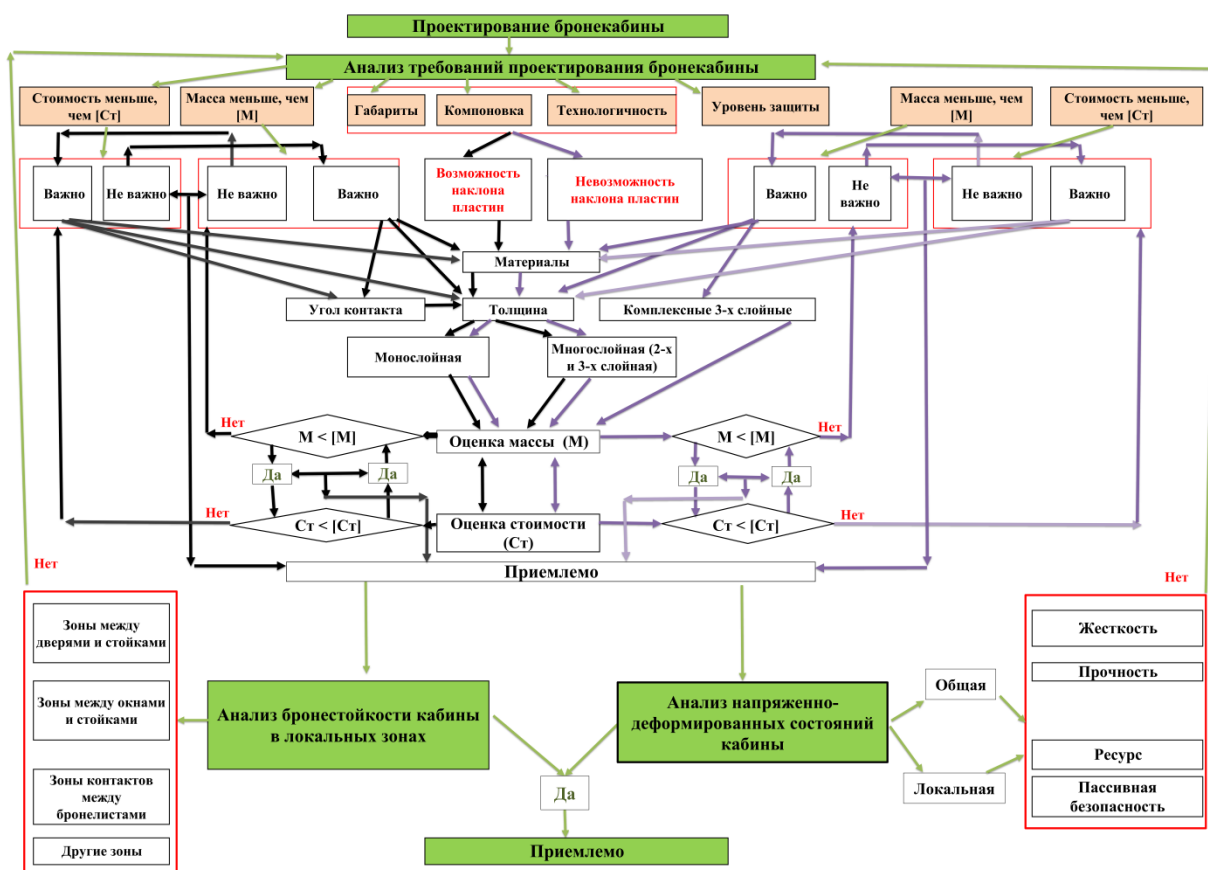 Проектирование бронекабины
Анализ требований проектирования бронекабины
Стоимость меньше,
чем [Ст]
Масса меньше, чем
[М]
Габариты
Компоновка
Технологичность
Уровень защиты
Масса меньше, чем
[М]
Стоимость меньше,
чем [Ст]
Важно
Не важно
Не важно
Важно
Возможность
наклона
пластин
Невозможность
наклона пластин
Важно
Не
важно
Не важно
Важно
Материалы
Угол контакта
Толщина
Комплексные 3-х слойные
Монослойная
Многослойная (2-х
и 3-х слойная)
Нет
М < [М]
Оценка массы (М)
М < [М]
Нет
Да
Да
Да
Да
Ст < [Ст]
Нет
Оценка стоимости
(Ст)
Ст < [Ст]
Нет
Нет
Приемлемо
Нет
Зоны между
дверями и стойками
Зоны между окнами
и стойками
Зоны контактов
между
бронелистами
Другие зоны
Анализ бронестойкости кабины
в локальных зонах
Анализ напряженно-
деформированных состояний
кабины
Общая
Локальная
Жесткость
Прочность
Ресурс
Пассивная
безопасность
Да
Приемлемо